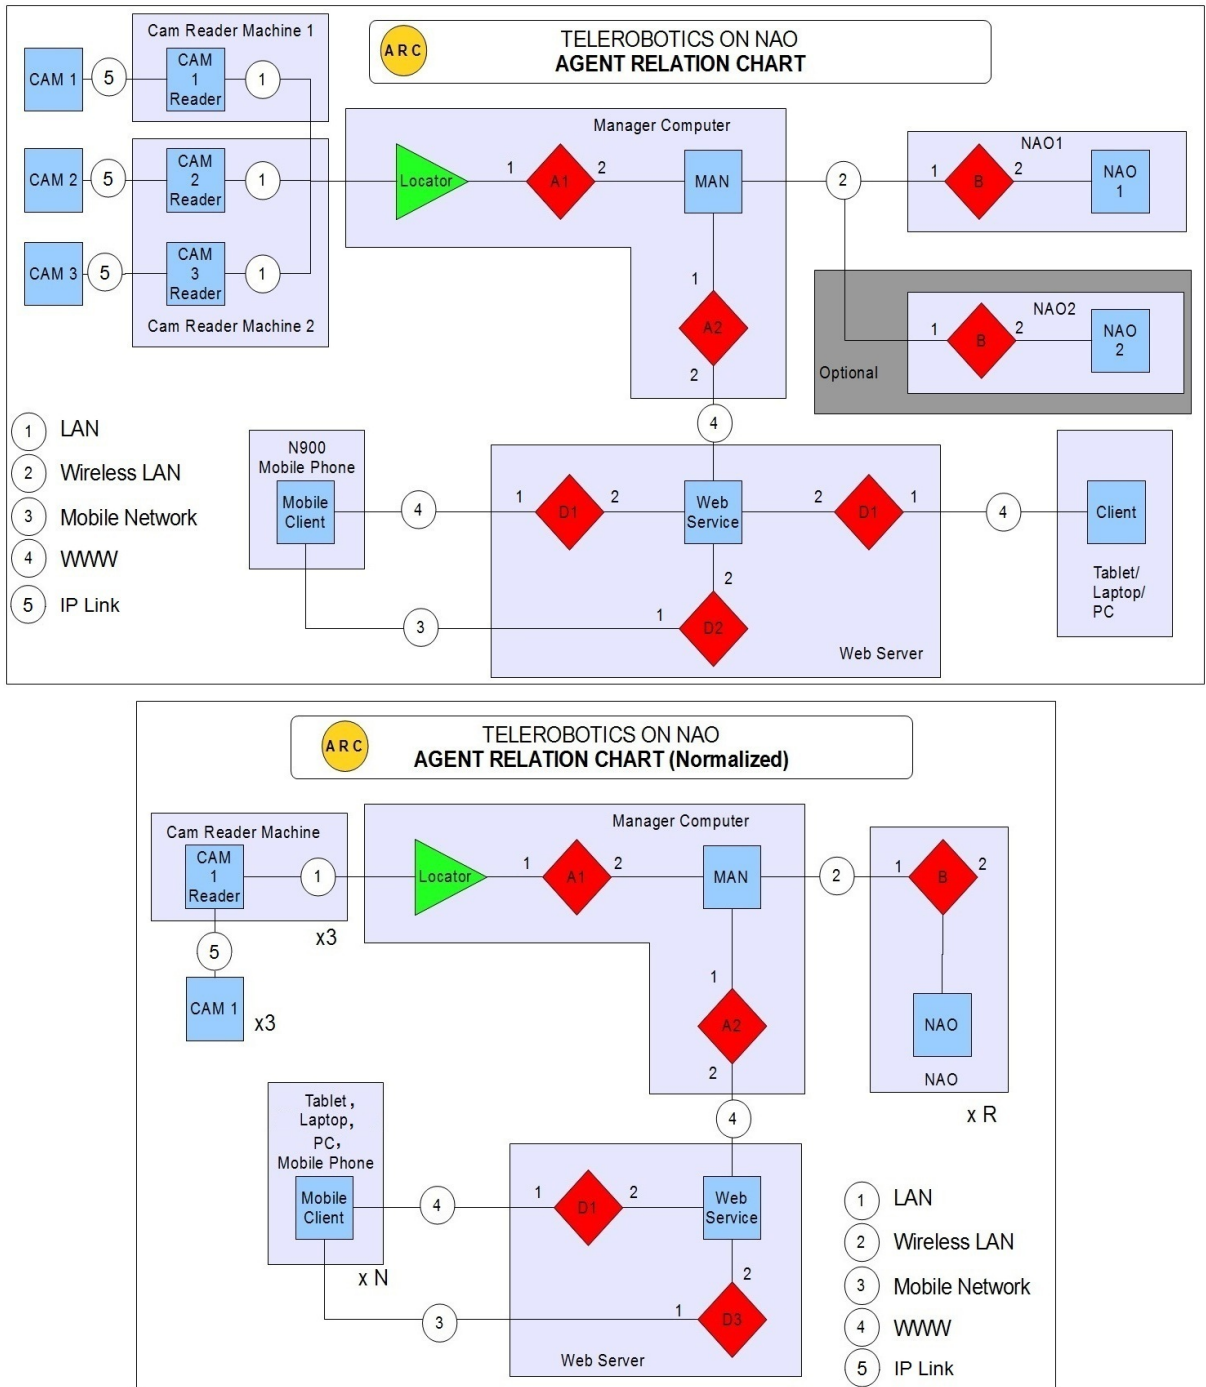 Cam Reader Machine 1
A R C
TELEROBOTICS ON NAO
AGENT RELATION CHART
CAM 1
5
CAM
1
Reader
1
Manager Computer
CAM 2
5
CAM
2
Reader
1
Locator
1
A1
2
MAN
2
NAO1
1
B
2
NAO
1
CAM 3
5
CAM
3
Reader
1
Cam Reader Machine 2
1
A2
2
NAO2
1
B
2
NAO
2
Optional
4
1
LAN
2
Wireless LAN
3
Mobile Network
4
WWW
5
IP Link
N900
Mobile Phone
Mobile
Client
4
1
D1
2
Web
Service
2
D1
1
4
Client
Tablet/
Laptop/
PC
3
1
D2
2
Web Server
A R C
TELEROBOTICS ON NAO
AGENT RELATION CHART (Normalized)
Cam Reader Machine
CAM
1
Reader
1
x3
5
CAM 1
x3
Manager Computer
Locator
1
A1
2
MAN
2
1
B
2
NAO
NAO
x R
1
A2
2
4
Tablet,
Laptop,
PC,
Mobile Phone
Mobile
Client
x N
4
1
D1
2
Web
Service
3
1
D3
2
Web Server
1
LAN
2
Wireless LAN
3
Mobile Network
4
WWW
5
IP Link